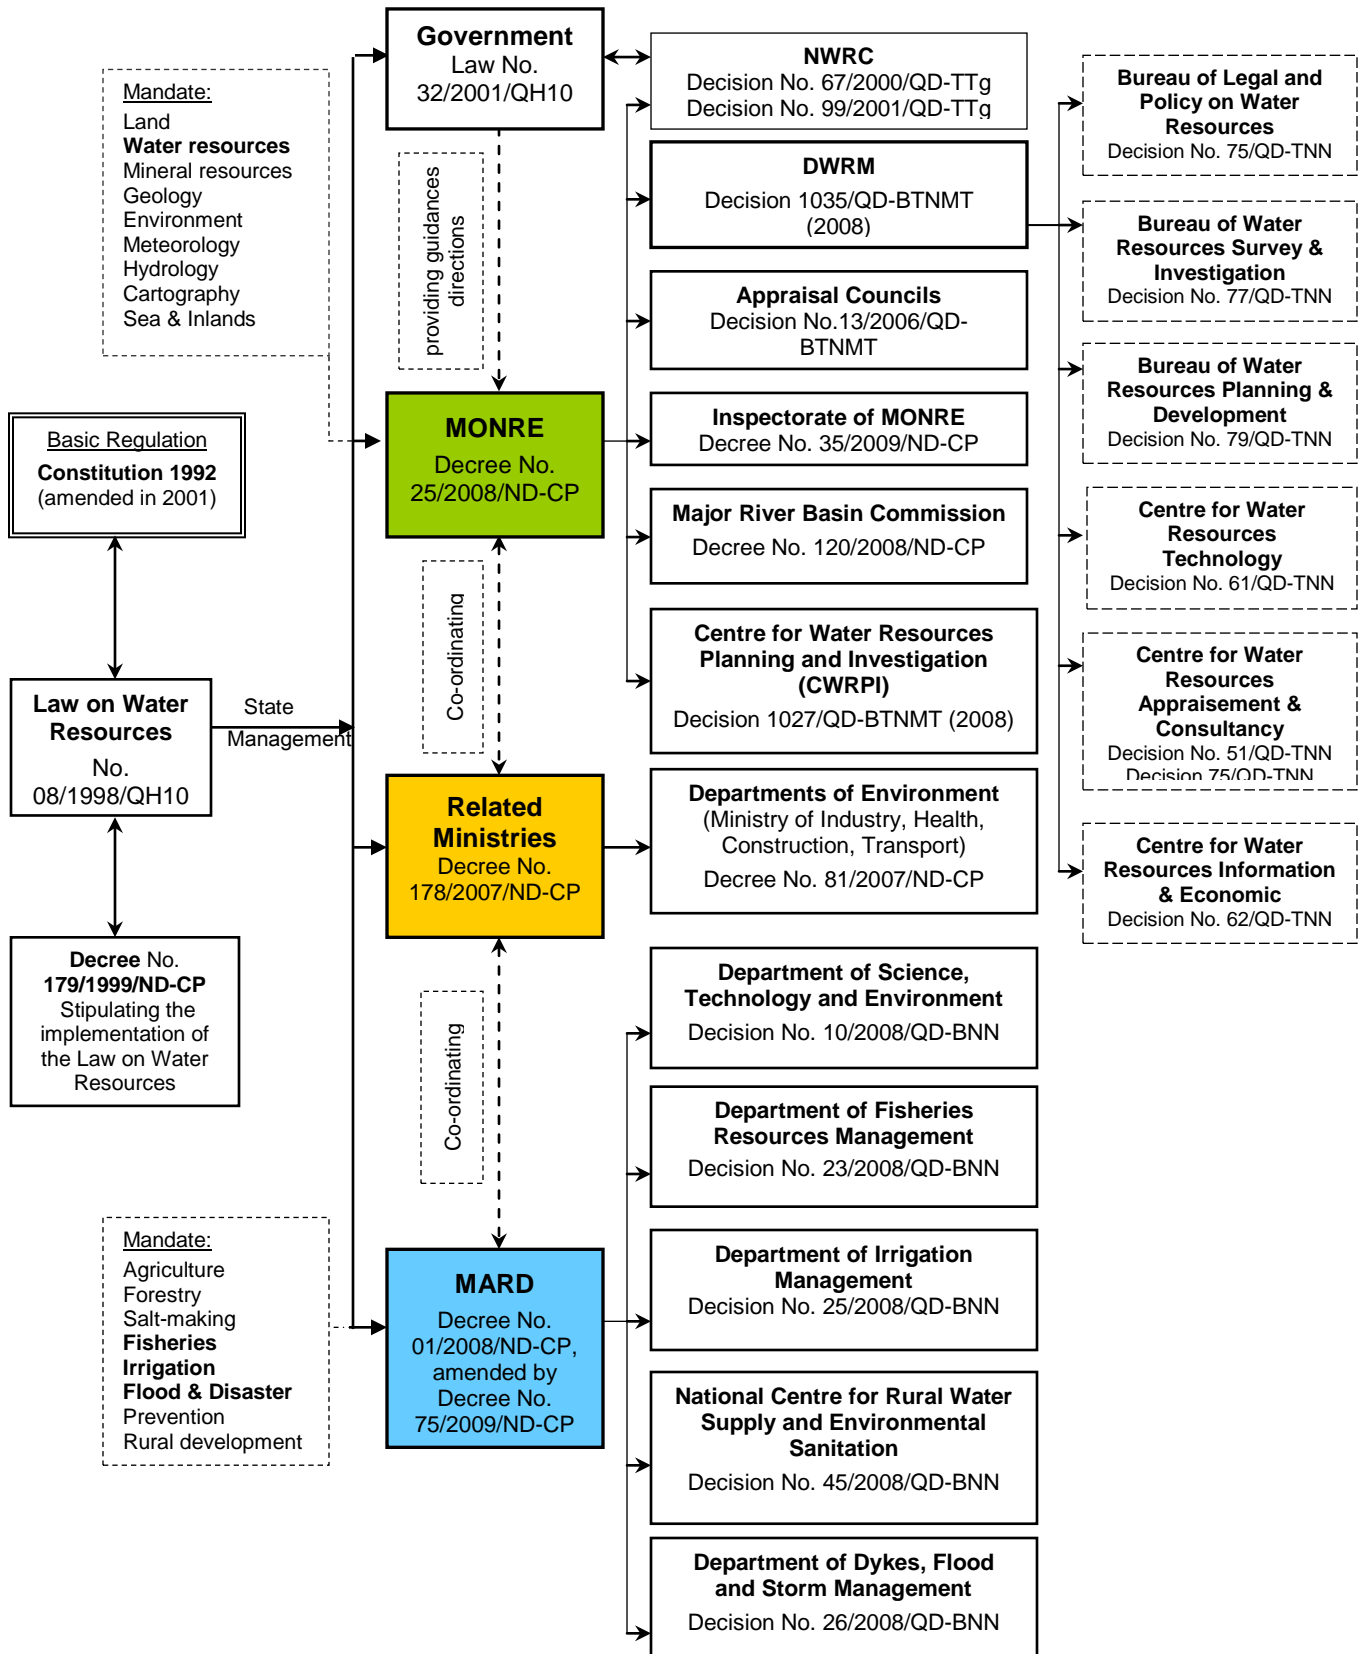 Government
Law No.
32/2001/QH10
NWRC
Decision No. 67/2000/QD-TTg
Decision No. 99/2001/QD-TTg
Bureau of Legal and
Policy on Water
Resources
Decision No. 75/QD-TNN
Mandate:
Land
Water resources
Mineral resources
Geology
Environment
Meteorology
Hydrology
Cartography
Sea & Inlands
providing guidances
directions
DWRM
Decision 1035/QD-BTNMT
(2008)
Bureau of Water
Resources Survey &
Investigation
Decision No. 77/QD-TNN
Appraisal Councils
Decision No.13/2006/QD-
BTNMT
Bureau of Water
Resources Planning &
Development
Decision No. 79/QD-TNN
Basic Regulation
Constitution 1992
(amended in 2001)
MONRE
Decree No.
25/2008/ND-CP
Inspectorate of MONRE
Decree No. 35/2009/ND-CP
Major River Basin Commission
Decree No. 120/2008/ND-CP
Centre for Water
Resources
Technology
Decision No. 61/QD-TNN
Co-ordinating
Centre for Water Resources
Planning and Investigation
(CWRPI)
Decision 1027/QD-BTNMT (2008)
Centre for Water
Resources
Appraisement &
Consultancy
Decision No. 51/QD-TNN
Decision 75/QD-TNN
Law on Water
Resources
No.
08/1998/QH10
State
Management
Related
Ministries
Decree No.
178/2007/ND-CP
Departments of Environment
(Ministry of Industry, Health,
Construction, Transport)
Decree No. 81/2007/ND-CP
Centre for Water
Resources Information
& Economic
Decision No. 62/QD-TNN
Decree No.
179/1999/ND-CP
Stipulating the
implementation of
the Law on Water
Resources
Co-ordinating
Department of Science,
Technology and Environment
Decision No. 10/2008/QD-BNN
Department of Fisheries
Resources Management
Decision No. 23/2008/QD-BNN
Mandate:
Agriculture
Forestry
Salt-making
Fisheries
Irrigation
Flood & Disaster
Prevention
Rural development
MARD
Decree No.
01/2008/ND-CP,
amended by
Decree No.
75/2009/ND-CP
Department of Irrigation
Management
Decision No. 25/2008/QD-BNN
National Centre for Rural Water
Supply and Environmental
Sanitation
Decision No. 45/2008/QD-BNN
Department of Dykes, Flood
and Storm Management
Decision No. 26/2008/QD-BNN